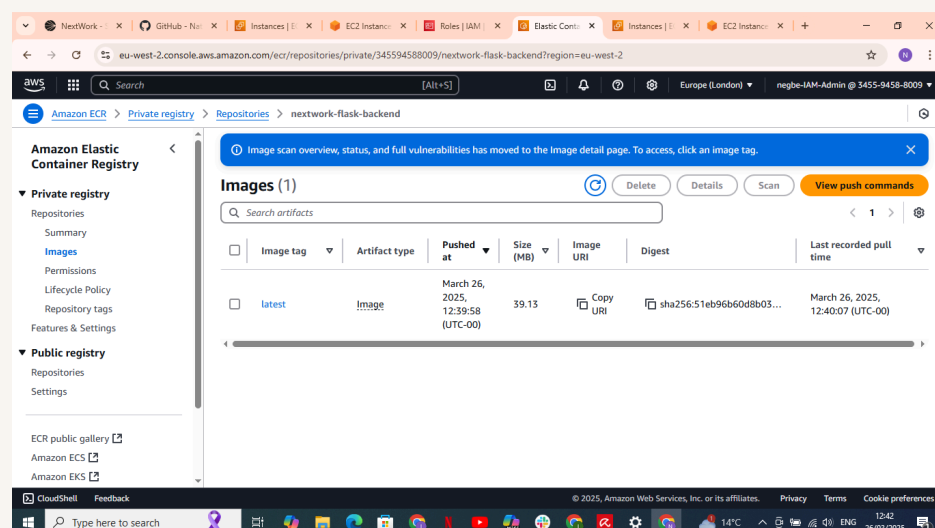 NextWork - S
GitHub - Nat
Instances | E
EC2 Instance
Roles | IAM |
Elastic Conta
Instances | E
EC2 Instance
eu-west-2.console.aws.amazon.com/ecr/repositories/private/345594588009/nextwork-flask-backend?region=eu-west-2
N
aws
Search
[Alt+S]
Europe (London)
negbe-IAM-Admin @ 3455-9458-8009
Amazon ECR > Private registry > Repositories > nextwork-flask-backend
Amazon Elastic
Container Registry
Private registry
Repositories
Summary
Images
Permissions
Lifecycle Policy
Repository tags
Features & Settings
Public registry
Repositories
Settings
ECR public gallery
Amazon ECS
Amazon EKS
Image scan overview, status, and full vulnerabilities has moved to the Image detail page. To access, click an image tag.
Images (1)
Delete
Details
Scan
View push commands
Search artifacts
1
Image tag
Artifact type
Pushed
at
Size
(MB)
Image
URI
Digest
Last recorded pull
time
latest
Image
March 26,
2025,
12:39:58
(UTC-00)
39.13
Copy
URI
sha256:51eb96b60d8b03...
March 26, 2025,
12:40:07 (UTC-00)
CloudShell
Feedback
© 2025, Amazon Web Services, Inc. or its affiliates.
Privacy
Terms
Cookie preferences
Type here to search
14°C
ENG
12:42
26/03/2025